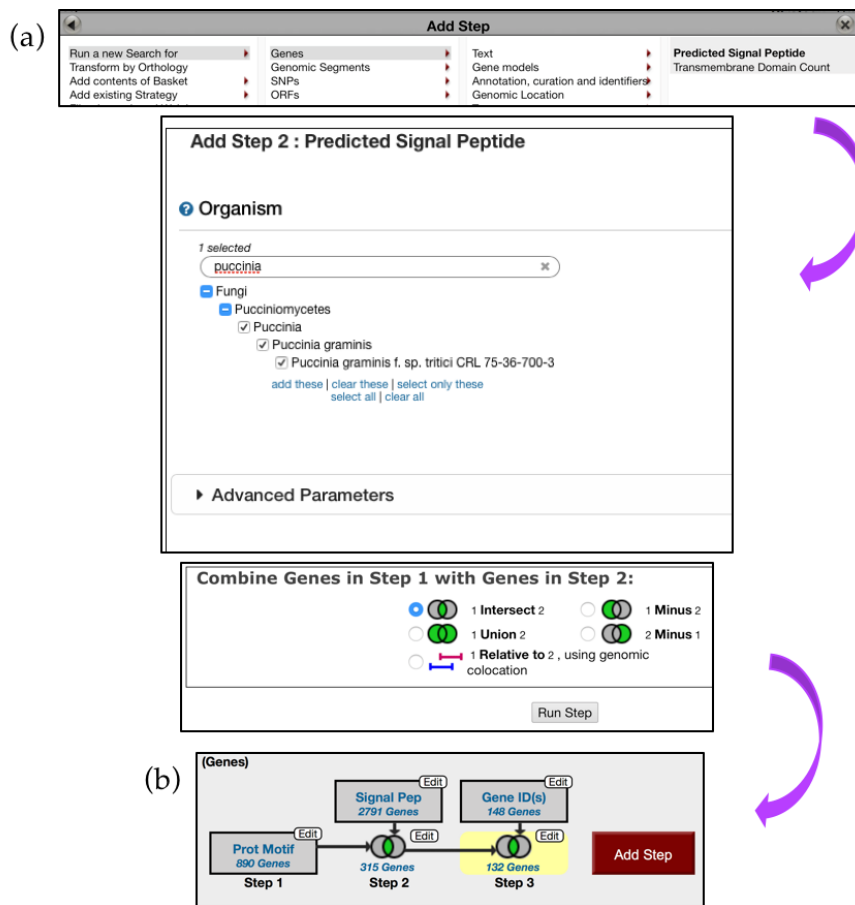 (a)
Add Step
Run a new Search for
Transform by Orthology
Add contents of Basket
Add existing Strategy
Genes
Genomic Segments
SNPs
ORFs
Text
Gene models
Annotation, curation and identifiers
Genomic Location
Predicted Signal Peptide
Transmembrane Domain Count
Add Step 2 : Predicted Signal Peptide
? Organism
1 selected
puccinia
Fungi
Pucciniomycetes
Puccinia
Puccinia graminis
Puccinia graminis f. sp. tritici CRL 75-36-700-3
add these | clear these | select only these
select all | clear all
Advanced Parameters
Combine Genes in Step 1 with Genes in Step 2:
1 Intersect 2
1 Minus 2
1 Union 2
2 Minus 1
1 Relative to 2 , using genomic
colocation
Run Step
(b)
(Genes)
Edit
Edit
Signal Pep
2791 Genes
Gene ID(s)
148 Genes
Edit
Edit
Edit
Prot Motif
890 Genes
315 Genes
132 Genes
Add Step
Step 1
Step 2
Step 3